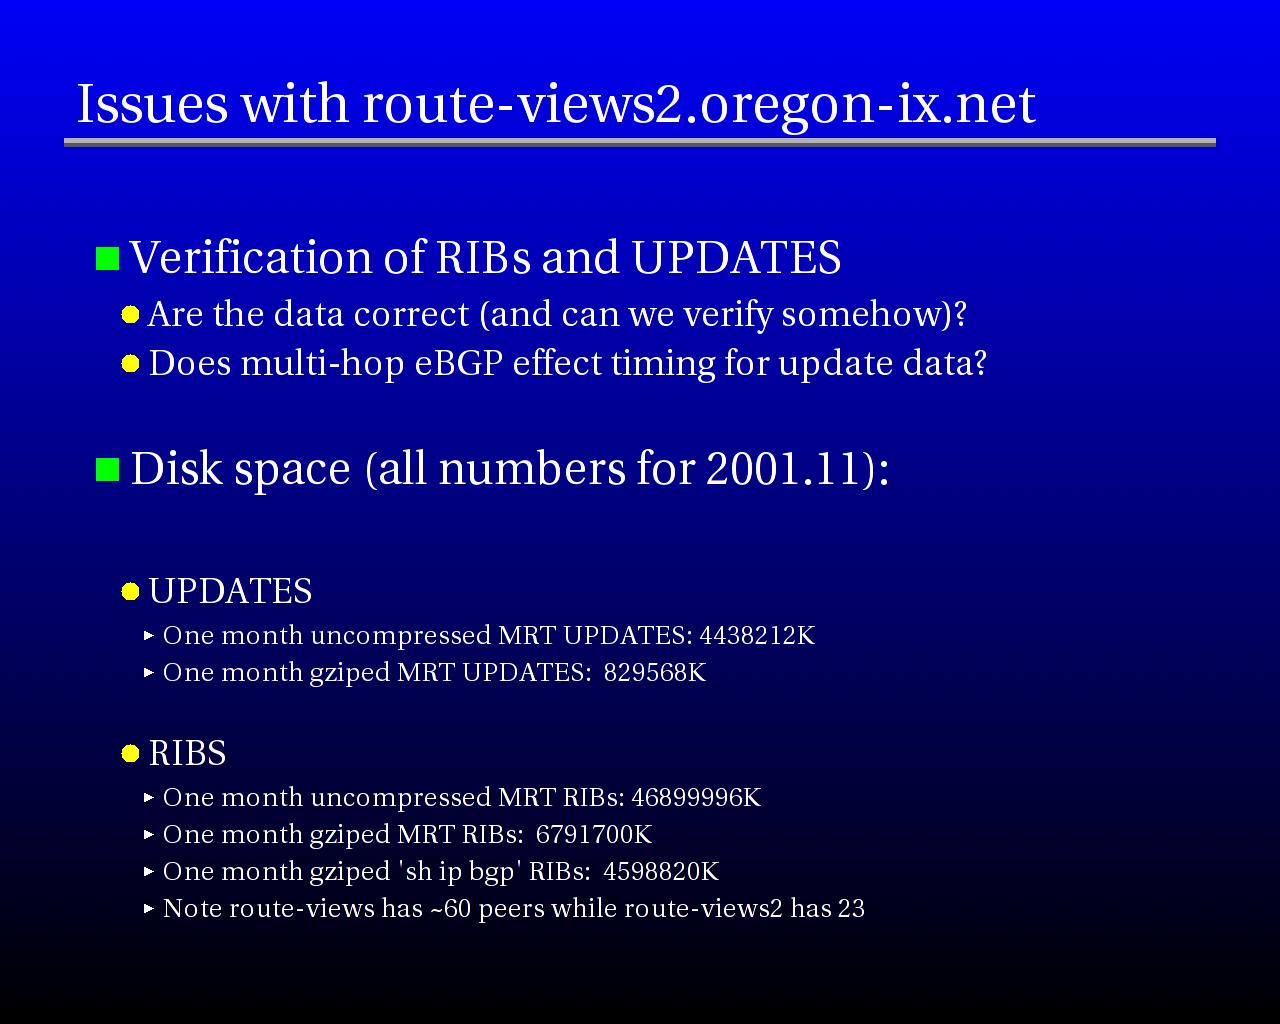 Issues with route-views2.oregon-ix.net
Verification of RIBs and UPDATES
Are the data correct (and can we verify somehow)?
Does multi-hop eBGP effect timing for update data?
Disk space (all numbers for 2001.11):
UPDATES
One month uncompressed MRT UPDATES: 4438212K
One month gziped MRT UPDATES:  829568K
RIBS
One month uncompressed MRT RIBs: 46899996K
One month gziped MRT RIBs:  6791700K
One month gziped 'sh ip bgp' RIBs:  4598820K
Note route-views has ~60 peers while route-views2 has 23